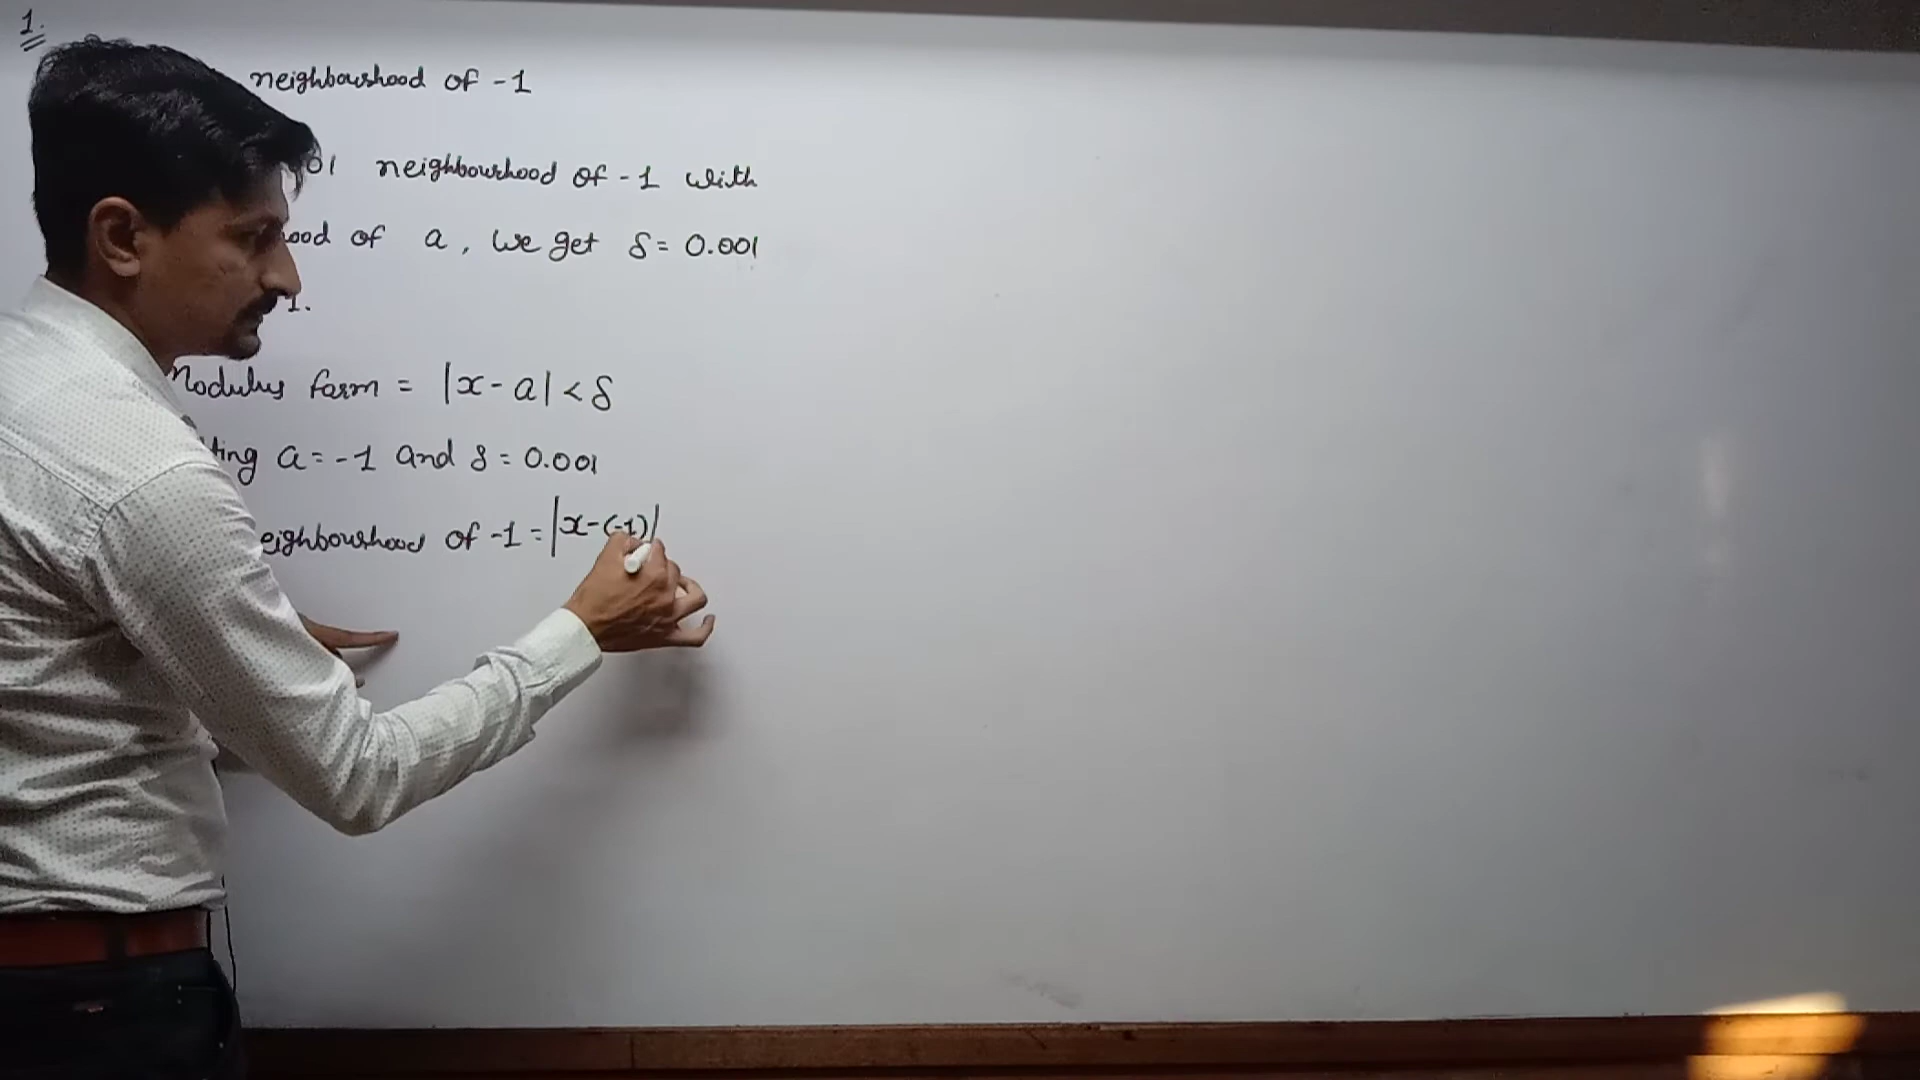 1.
neighbourhood of -1
01 neighbourhood of -1 with
ood of a, we get δ = 0.001
1.
Modulus form = |x - a| < δ
ting a = -1 and δ = 0.001
eighbourhood of -1 = |x-(-1)|